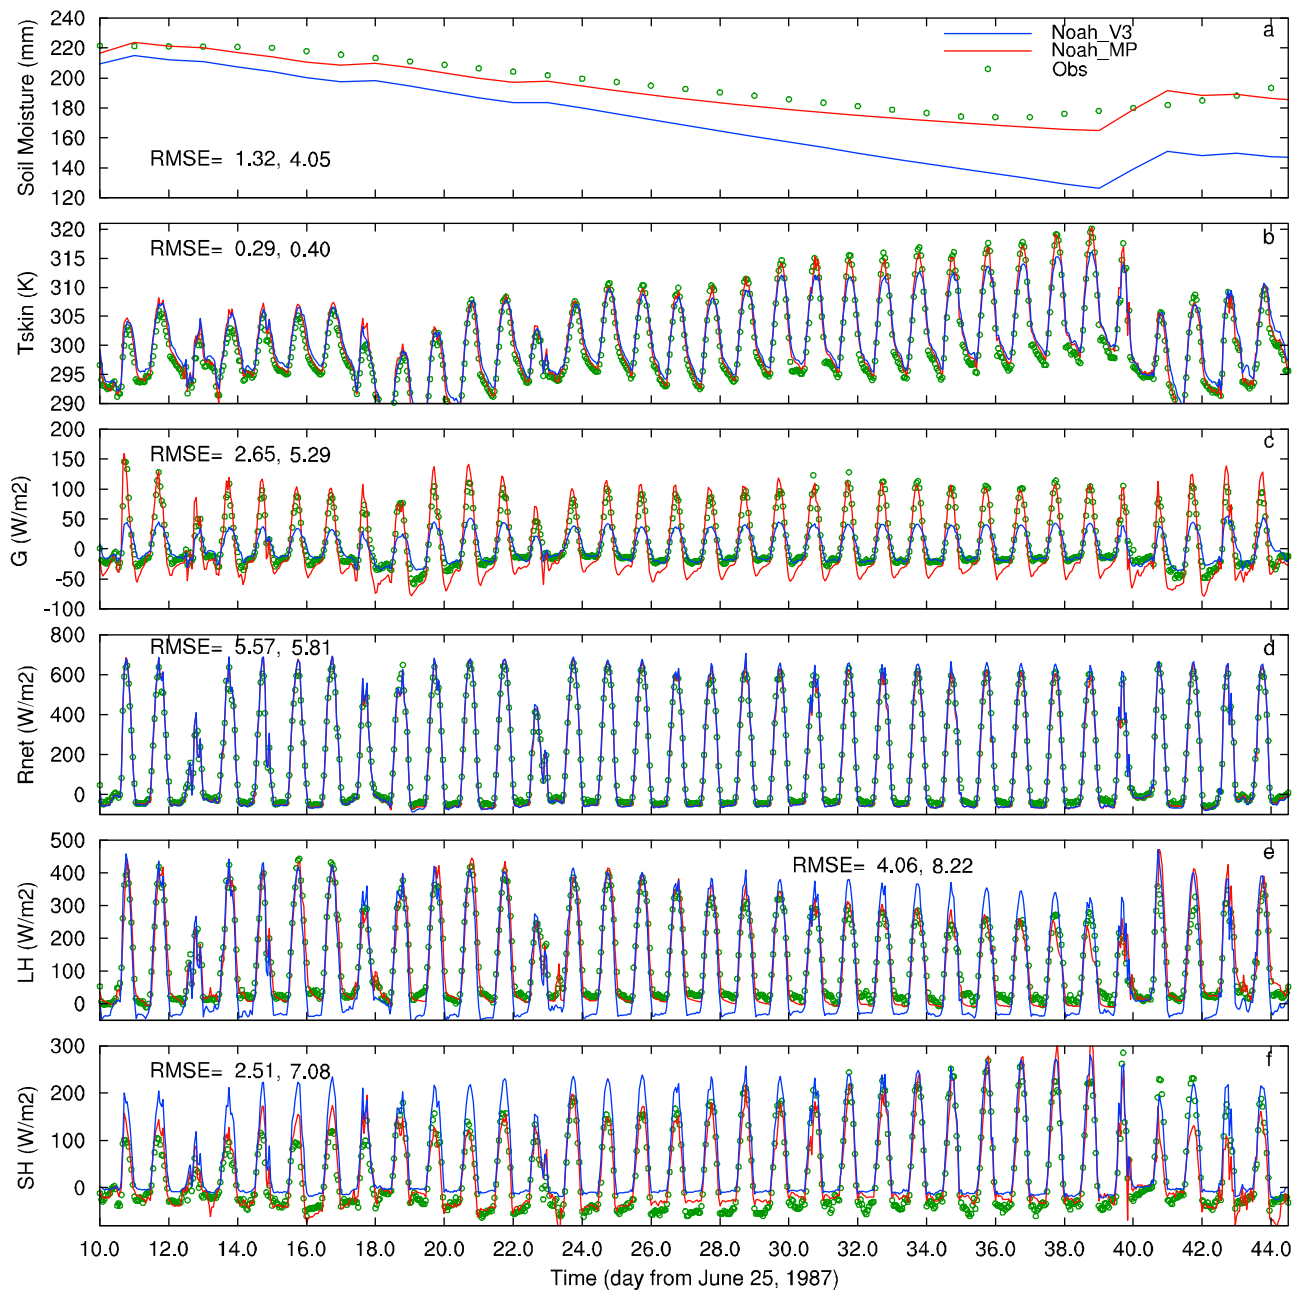 240
220
200
180
160
140
120
Soil Moisture (mm)
Noah_V3
Noah_MP
Obs
a
RMSE= 1.32, 4.05
320
315
310
305
300
295
290
Tskin (K)
RMSE= 0.29, 0.40
b
200
150
100
50
0
-50
-100
G (W/m2)
RMSE= 2.65, 5.29
c
800
600
400
200
0
Rnet (W/m2)
RMSE= 5.57, 5.81
d
500
400
300
200
100
0
LH (W/m2)
RMSE= 4.06, 8.22
e
300
200
100
0
SH (W/m2)
RMSE= 2.51, 7.08
f
10.0 12.0 14.0 16.0 18.0 20.0 22.0 24.0 26.0 28.0 30.0 32.0 34.0 36.0 38.0 40.0 42.0 44.0
Time (day from June 25, 1987)